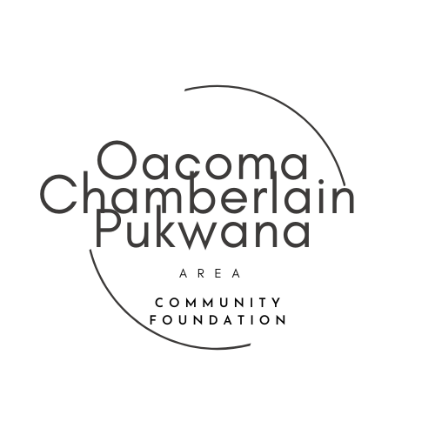 Oacoma
Chamberlain
Pukwana
AREA
COMMUNITY
FOUNDATION